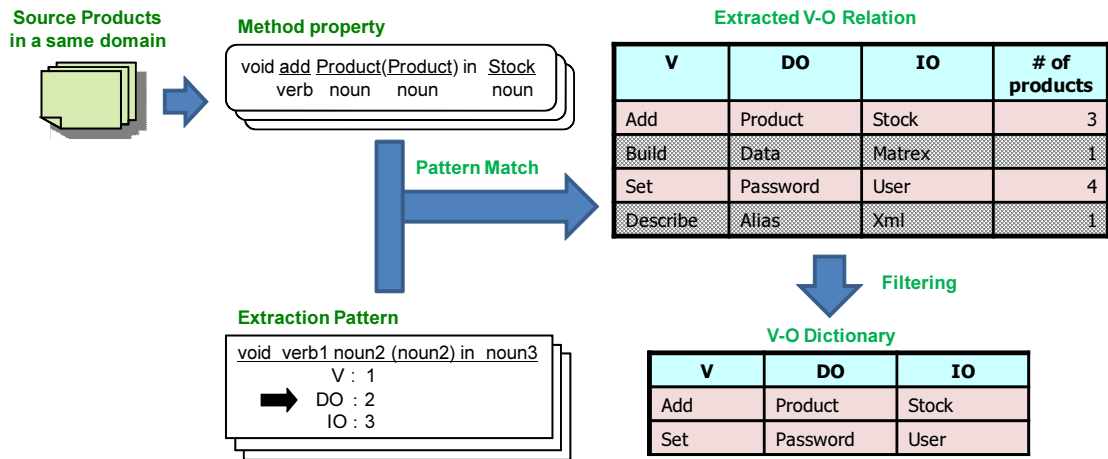 Source Products
in a same domain
Method property
void add Product(Product) in Stock
verb noun noun noun
Pattern Match
Extraction Pattern
void verb1 noun2 (noun2) in noun3
V : 1
DO : 2
IO : 3
Extracted V-O Relation
V DO IO # of products
Add Product Stock 3
Build Data Matrex 1
Set Password User 4
Describe Alias Xml 1
Filtering
V-O Dictionary
V DO IO
Add Product Stock
Set Password User